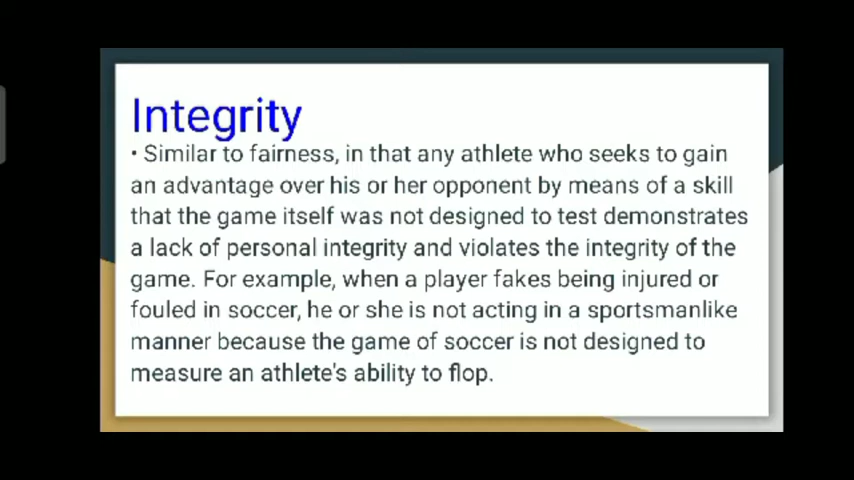 Integrity
• Similar to fairness, in that any athlete who seeks to gain
an advantage over his or her opponent by means of a skill
that the game itself was not designed to test demonstrates
a lack of personal integrity and violates the integrity of the
game. For example, when a player fakes being injured or
fouled in soccer, he or she is not acting in a sportsmanlike
manner because the game of soccer is not designed to
measure an athlete's ability to flop.